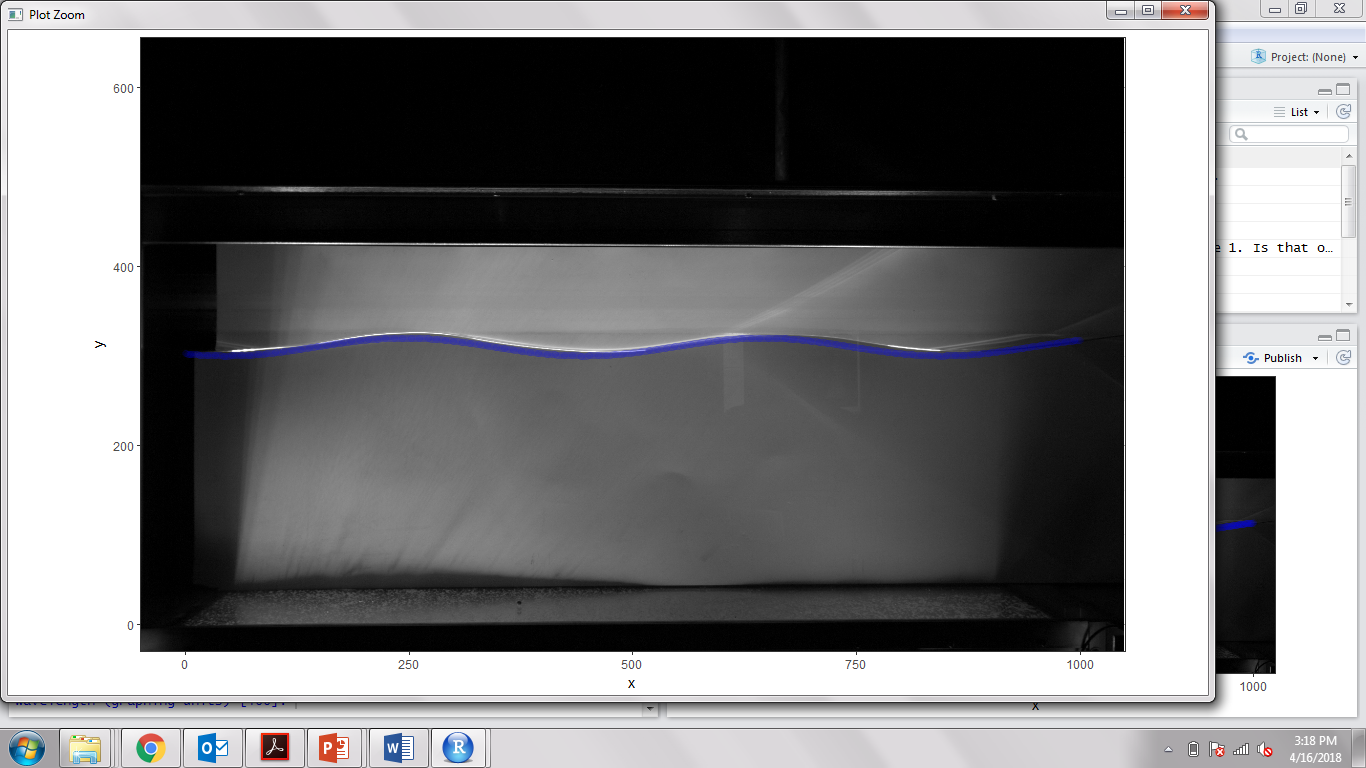 Plot Zoom
Project: (None)
List
e 1. Is that o…
Publish
600
400
200
0
y
0 250 500 750 1000
x
1000
x
3:18 PM
4/16/2018